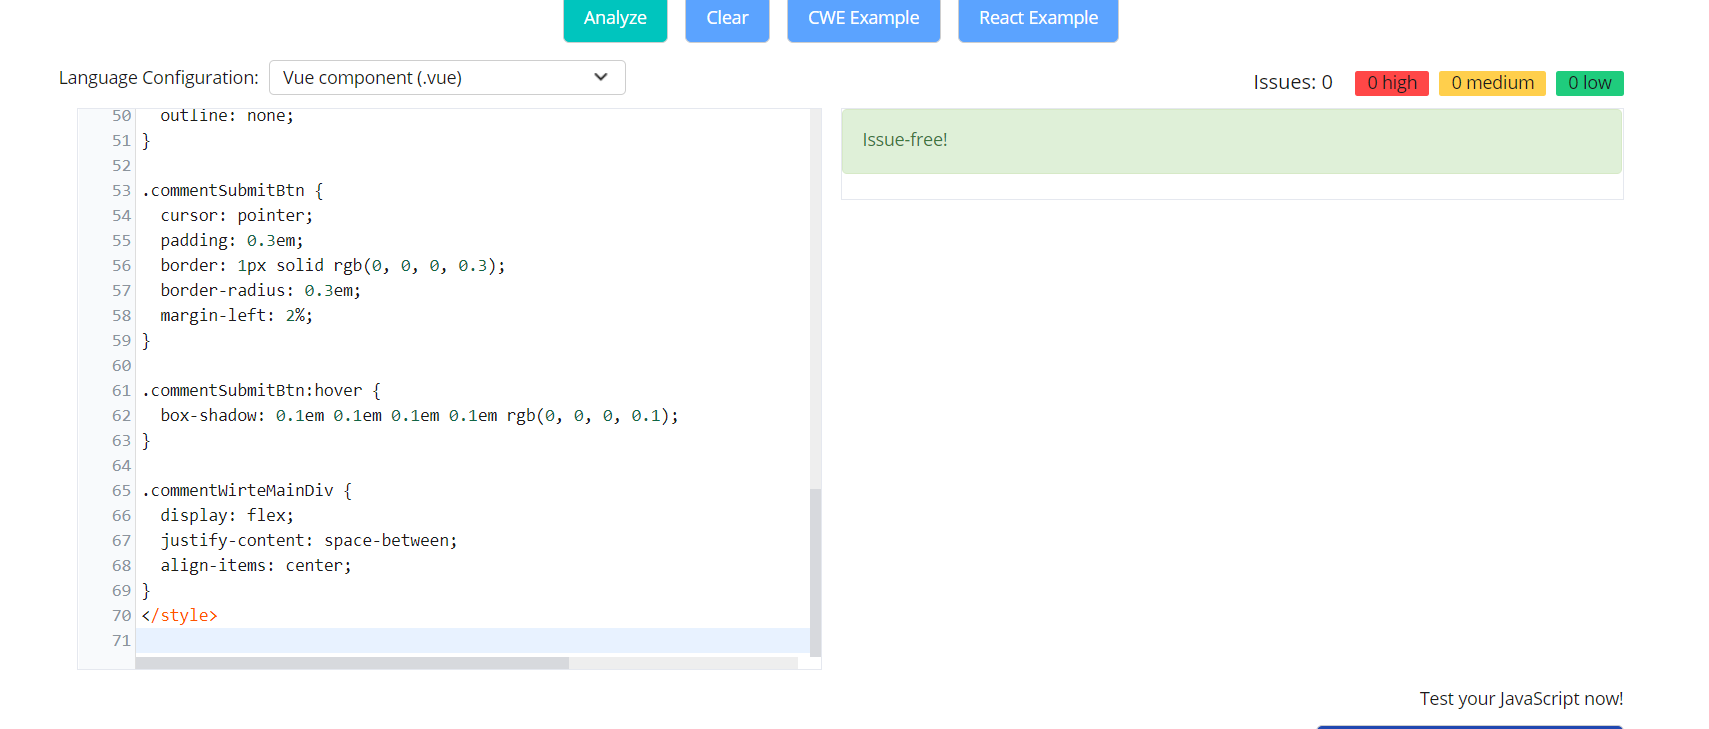 Analyze
Clear
CWE Example
React Example
Language Configuration:
Vue component (.vue)
Issues: 0
0 high
0 medium
0 low
50   outline: none;
51 }
52
53 .commentSubmitBtn {
54   cursor: pointer;
55   padding: 0.3em;
56   border: 1px solid rgb(0, 0, 0, 0.3);
57   border-radius: 0.3em;
58   margin-left: 2%;
59 }
60
61 .commentSubmitBtn:hover {
62   box-shadow: 0.1em 0.1em 0.1em 0.1em rgb(0, 0, 0, 0.1);
63 }
64
65 .commentWirteMainDiv {
66   display: flex;
67   justify-content: space-between;
68   align-items: center;
69 }
70 </style>
71
Issue-free!
Test your JavaScript now!